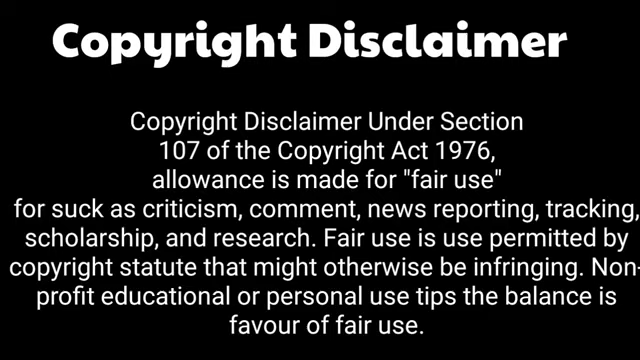 Copyright Disclaimer
Copyright Disclaimer Under Section
107 of the Copyright Act 1976,
allowance is made for "fair use"
for suck as criticism, comment, news reporting, tracking,
scholarship, and research. Fair use is use permitted by
copyright statute that might otherwise be infringing. Non-
profit educational or personal use tips the balance is
favour of fair use.